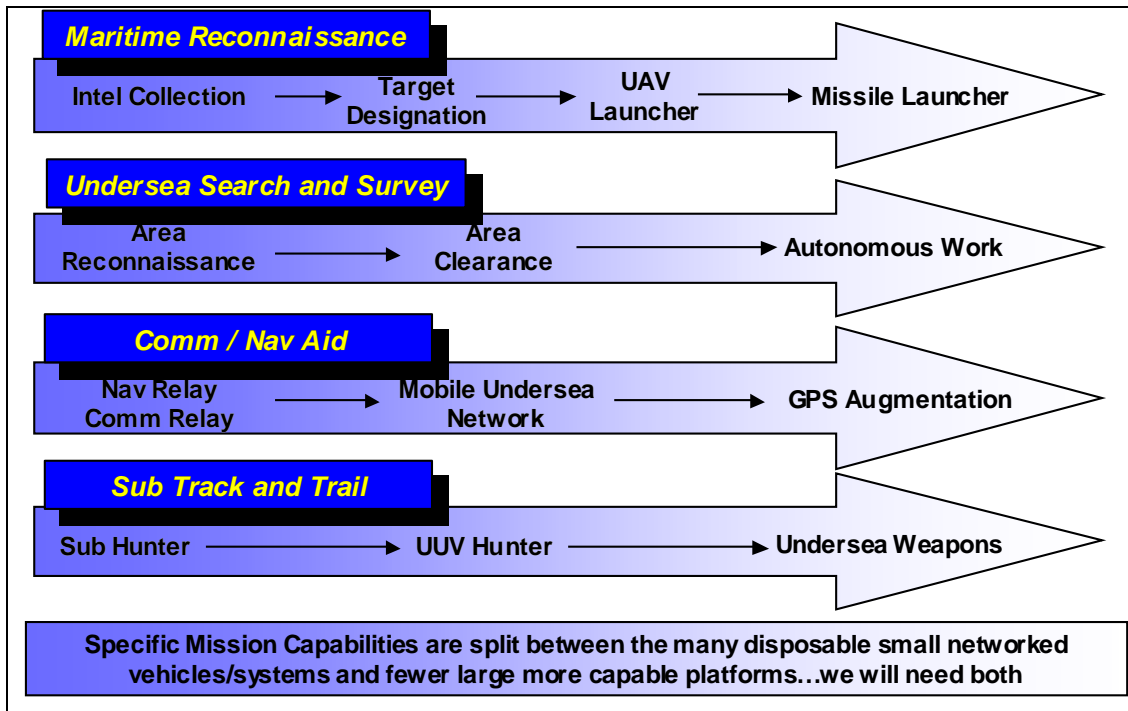 Maritime Reconnaissance
Intel Collection
Target
Designation
UAV
Launcher
Missile Launcher
Undersea Search and Survey
Area
Reconnaissance
Area
Clearance
Autonomous Work
Comm / Nav Aid
Nav Relay
Comm Relay
Mobile Undersea
Network
GPS Augmentation
Sub Track and Trail
Sub Hunter
UUV Hunter
Undersea Weapons
Specific Mission Capabilities are split between the many disposable small networked
vehicles/systems and fewer large more capable platforms…we will need both